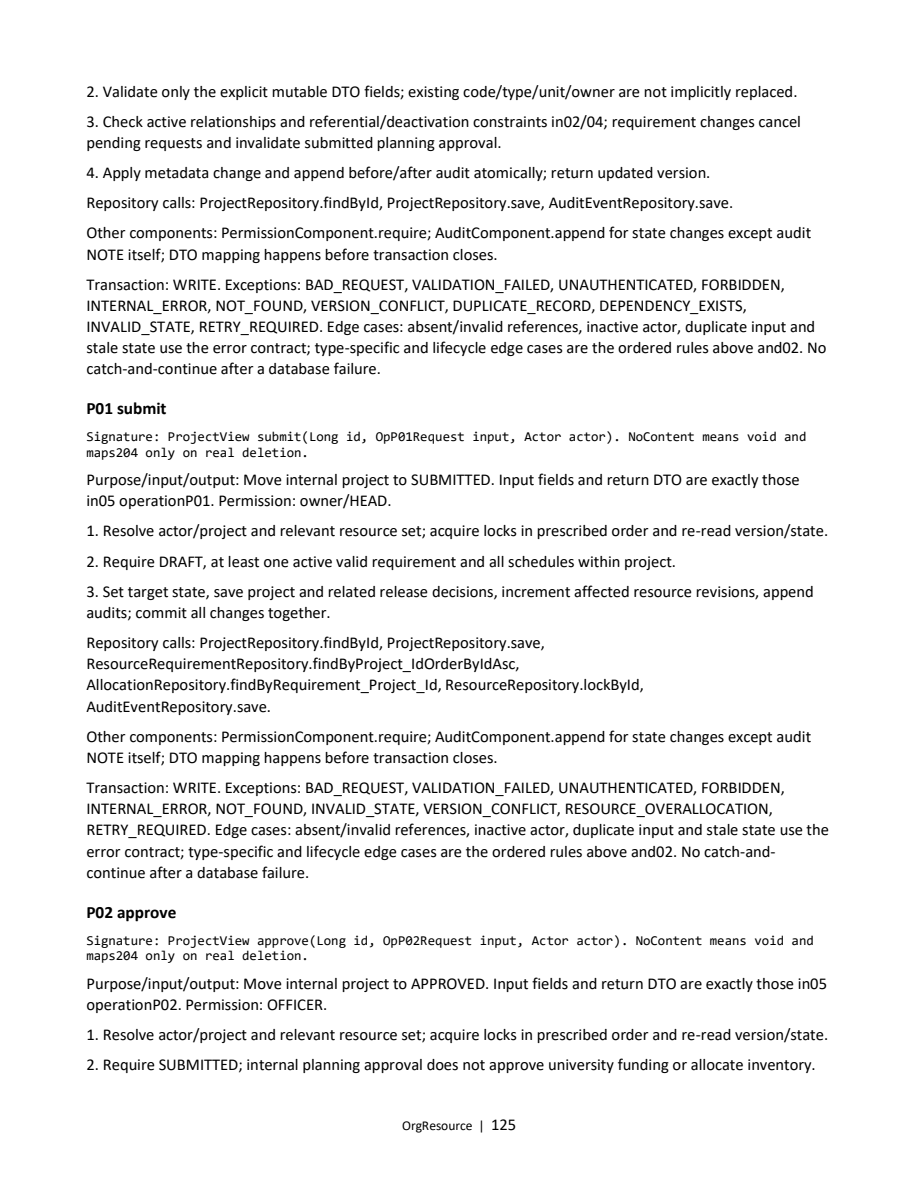 2. Validate only the explicit mutable DTO fields; existing code/type/unit/owner are not implicitly replaced.
3. Check active relationships and referential/deactivation constraints in02/04; requirement changes cancel
pending requests and invalidate submitted planning approval.
4. Apply metadata change and append before/after audit atomically; return updated version.
Repository calls: ProjectRepository.findById, ProjectRepository.save, AuditEventRepository.save.
Other components: PermissionComponent.require; AuditComponent.append for state changes except audit
NOTE itself; DTO mapping happens before transaction closes.
Transaction: WRITE. Exceptions: BAD_REQUEST, VALIDATION_FAILED, UNAUTHENTICATED, FORBIDDEN,
INTERNAL_ERROR, NOT_FOUND, VERSION_CONFLICT, DUPLICATE_RECORD, DEPENDENCY_EXISTS,
INVALID_STATE, RETRY_REQUIRED. Edge cases: absent/invalid references, inactive actor, duplicate input and
stale state use the error contract; type-specific and lifecycle edge cases are the ordered rules above and02. No
catch-and-continue after a database failure.
P01 submit
Signature: ProjectView submit(Long id, OpP01Request input, Actor actor). NoContent means void and
maps204 only on real deletion.
Purpose/input/output: Move internal project to SUBMITTED. Input fields and return DTO are exactly those
in05 operationP01. Permission: owner/HEAD.
1. Resolve actor/project and relevant resource set; acquire locks in prescribed order and re-read version/state.
2. Require DRAFT, at least one active valid requirement and all schedules within project.
3. Set target state, save project and related release decisions, increment affected resource revisions, append
audits; commit all changes together.
Repository calls: ProjectRepository.findById, ProjectRepository.save,
ResourceRequirementRepository.findByProject_IdOrderByIdAsc,
AllocationRepository.findByRequirement_Project_Id, ResourceRepository.lockById,
AuditEventRepository.save.
Other components: PermissionComponent.require; AuditComponent.append for state changes except audit
NOTE itself; DTO mapping happens before transaction closes.
Transaction: WRITE. Exceptions: BAD_REQUEST, VALIDATION_FAILED, UNAUTHENTICATED, FORBIDDEN,
INTERNAL_ERROR, NOT_FOUND, INVALID_STATE, VERSION_CONFLICT, RESOURCE_OVERALLOCATION,
RETRY_REQUIRED. Edge cases: absent/invalid references, inactive actor, duplicate input and stale state use the
error contract; type-specific and lifecycle edge cases are the ordered rules above and02. No catch-and-
continue after a database failure.
P02 approve
Signature: ProjectView approve(Long id, OpP02Request input, Actor actor). NoContent means void and
maps204 only on real deletion.
Purpose/input/output: Move internal project to APPROVED. Input fields and return DTO are exactly those in05
operationP02. Permission: OFFICER.
1. Resolve actor/project and relevant resource set; acquire locks in prescribed order and re-read version/state.
2. Require SUBMITTED; internal planning approval does not approve university funding or allocate inventory.
OrgResource | 125